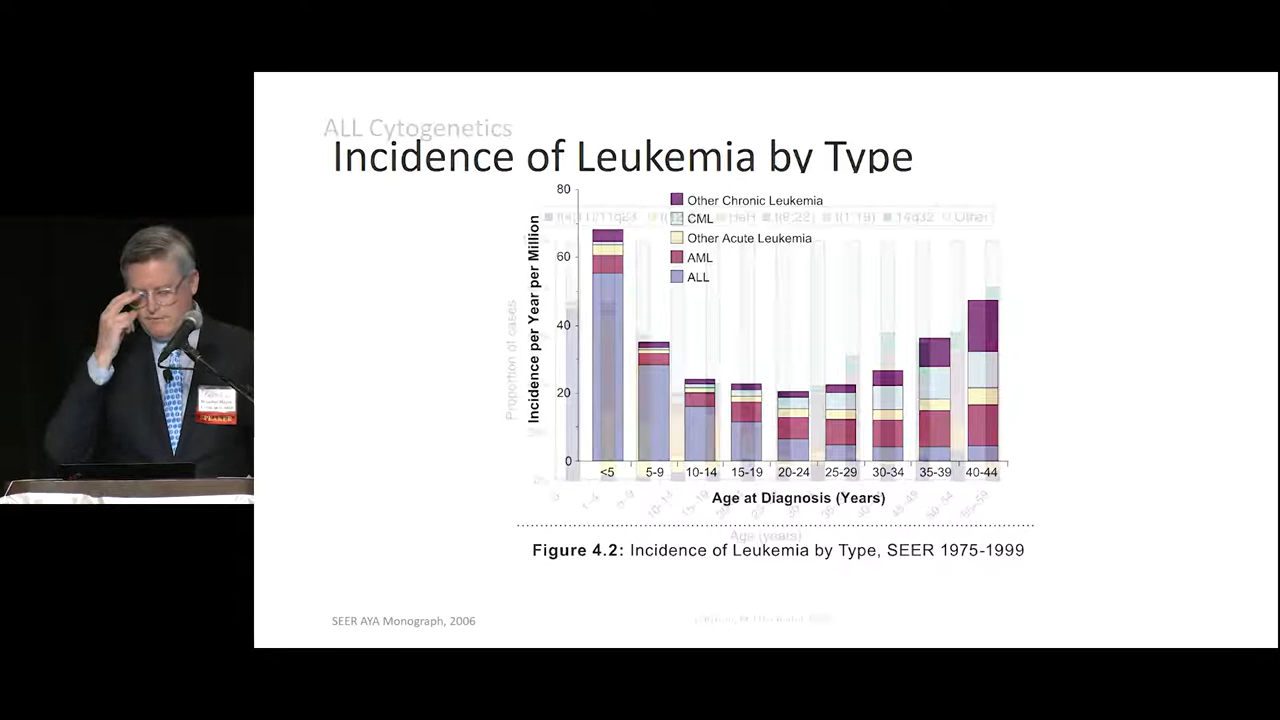 ALL Cytogenetics
Incidence of Leukemia by Type
80
60
40
20
0
Incidence per Year per Million
Other Chronic Leukemia
CML
Other Acute Leukemia
AML
ALL
Proportion of cases
<5 5-9 10-14 15-19 20-24 25-29 30-34 35-39 40-44
Age at Diagnosis (Years)
Age (years)
Figure 4.2: Incidence of Leukemia by Type, SEER 1975-1999
SEER AYA Monograph, 2006
SPEAKER